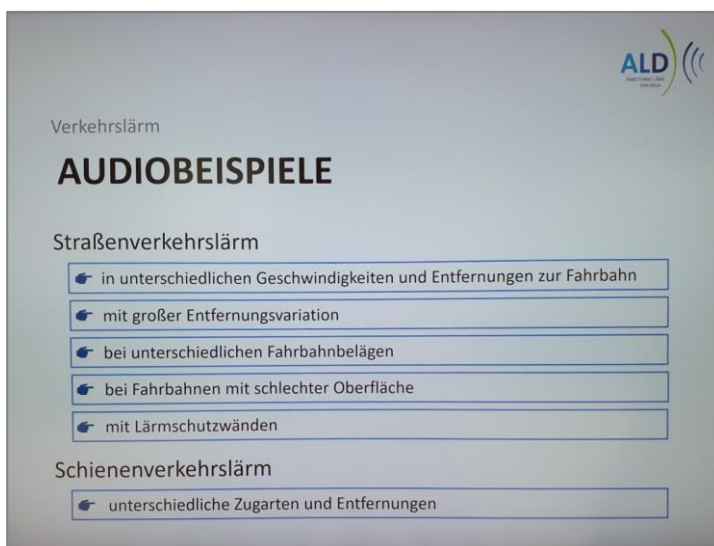 ALD
Verkehrslärm
AUDIOBEISPIELE
Straßenverkehrslärm
in unterschiedlichen Geschwindigkeiten und Entfernungen zur Fahrbahn
mit großer Entfernungsvariation
bei unterschiedlichen Fahrbahnbelägen
bei Fahrbahnen mit schlechter Oberfläche
mit Lärmschutzwänden
Schienenverkehrslärm
unterschiedliche Zugarten und Entfernungen